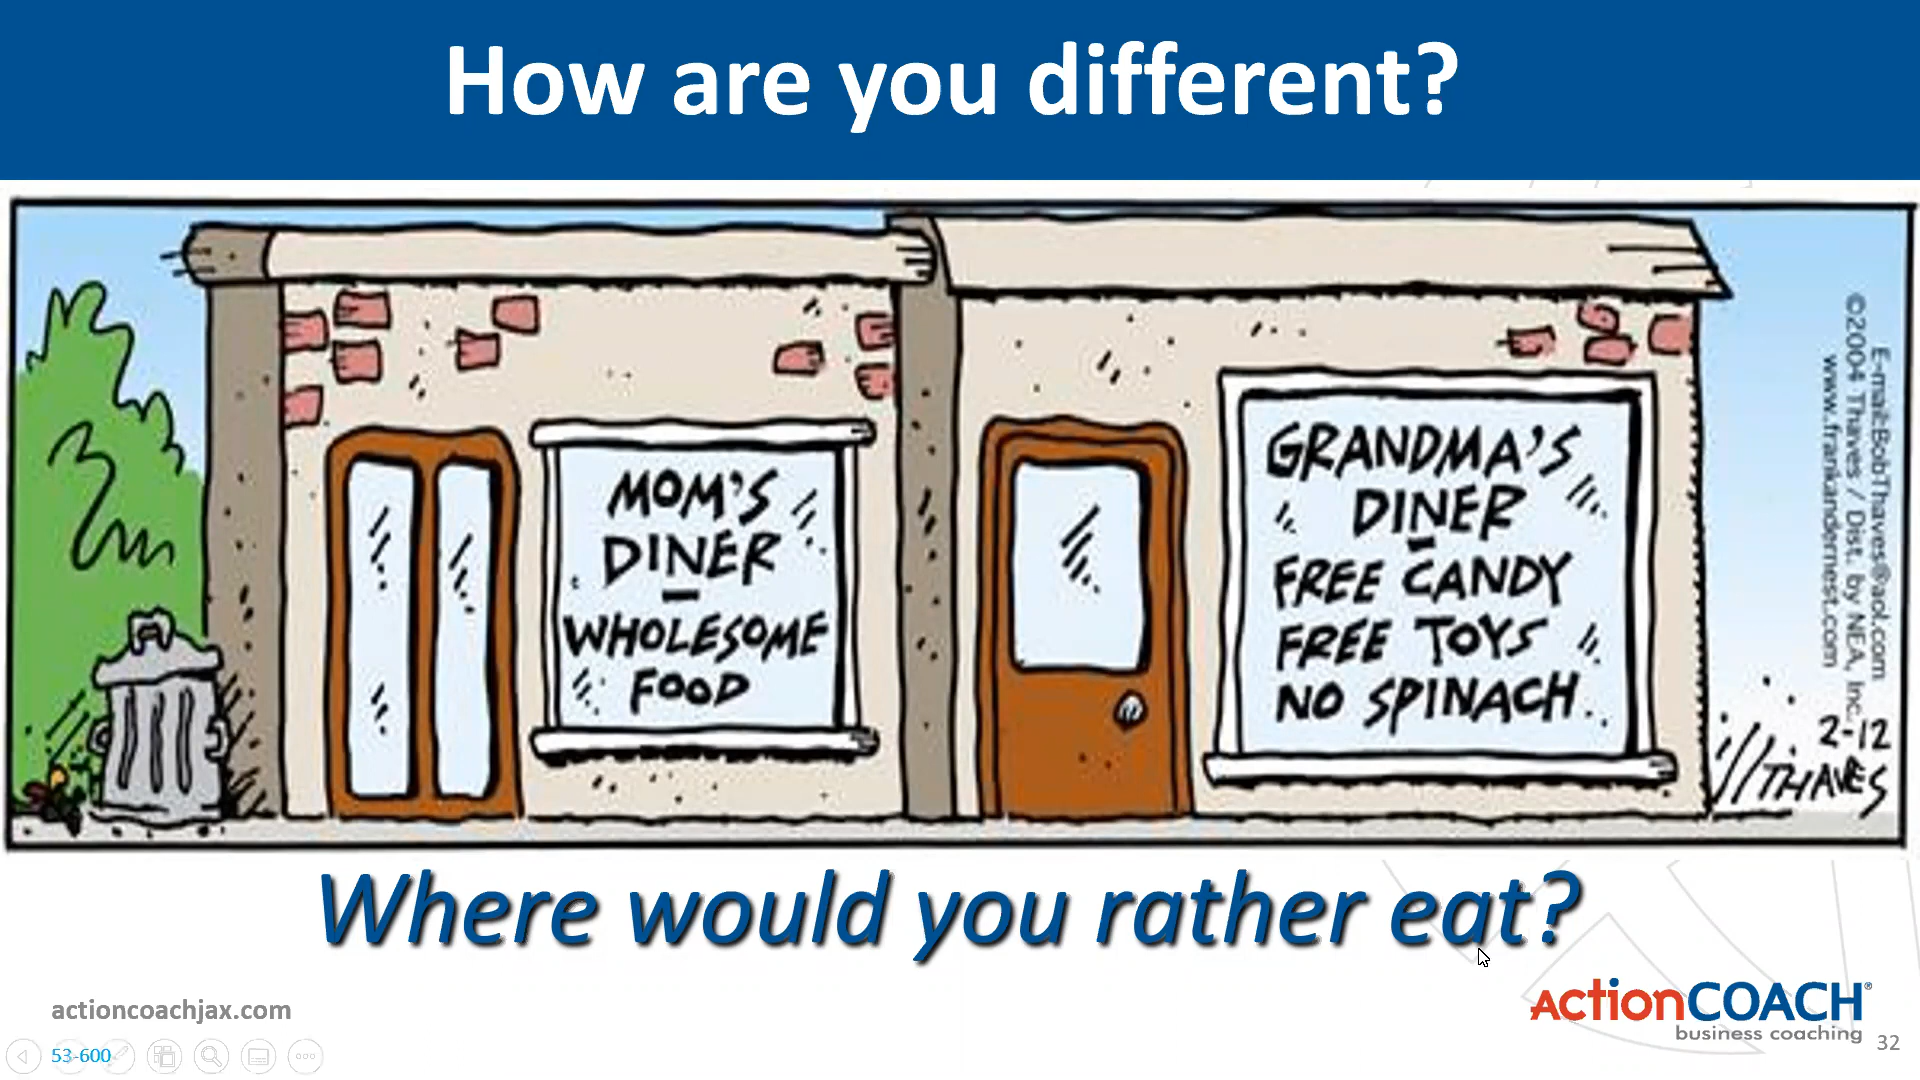 How are you different?
MOM'S
DINER
—
WHOLESOME
FOOD
GRANDMA'S
DINER
—
FREE CANDY
FREE TOYS
NO SPINACH
E-mail:BobThaves@aol.com
©2004 Thaves / Dist. by NEA, Inc.
www.frankandernest.com
2-12
THAVES
Where would you rather eat?
actioncoachjax.com
ActionCOACH®
business coaching
53-600
32